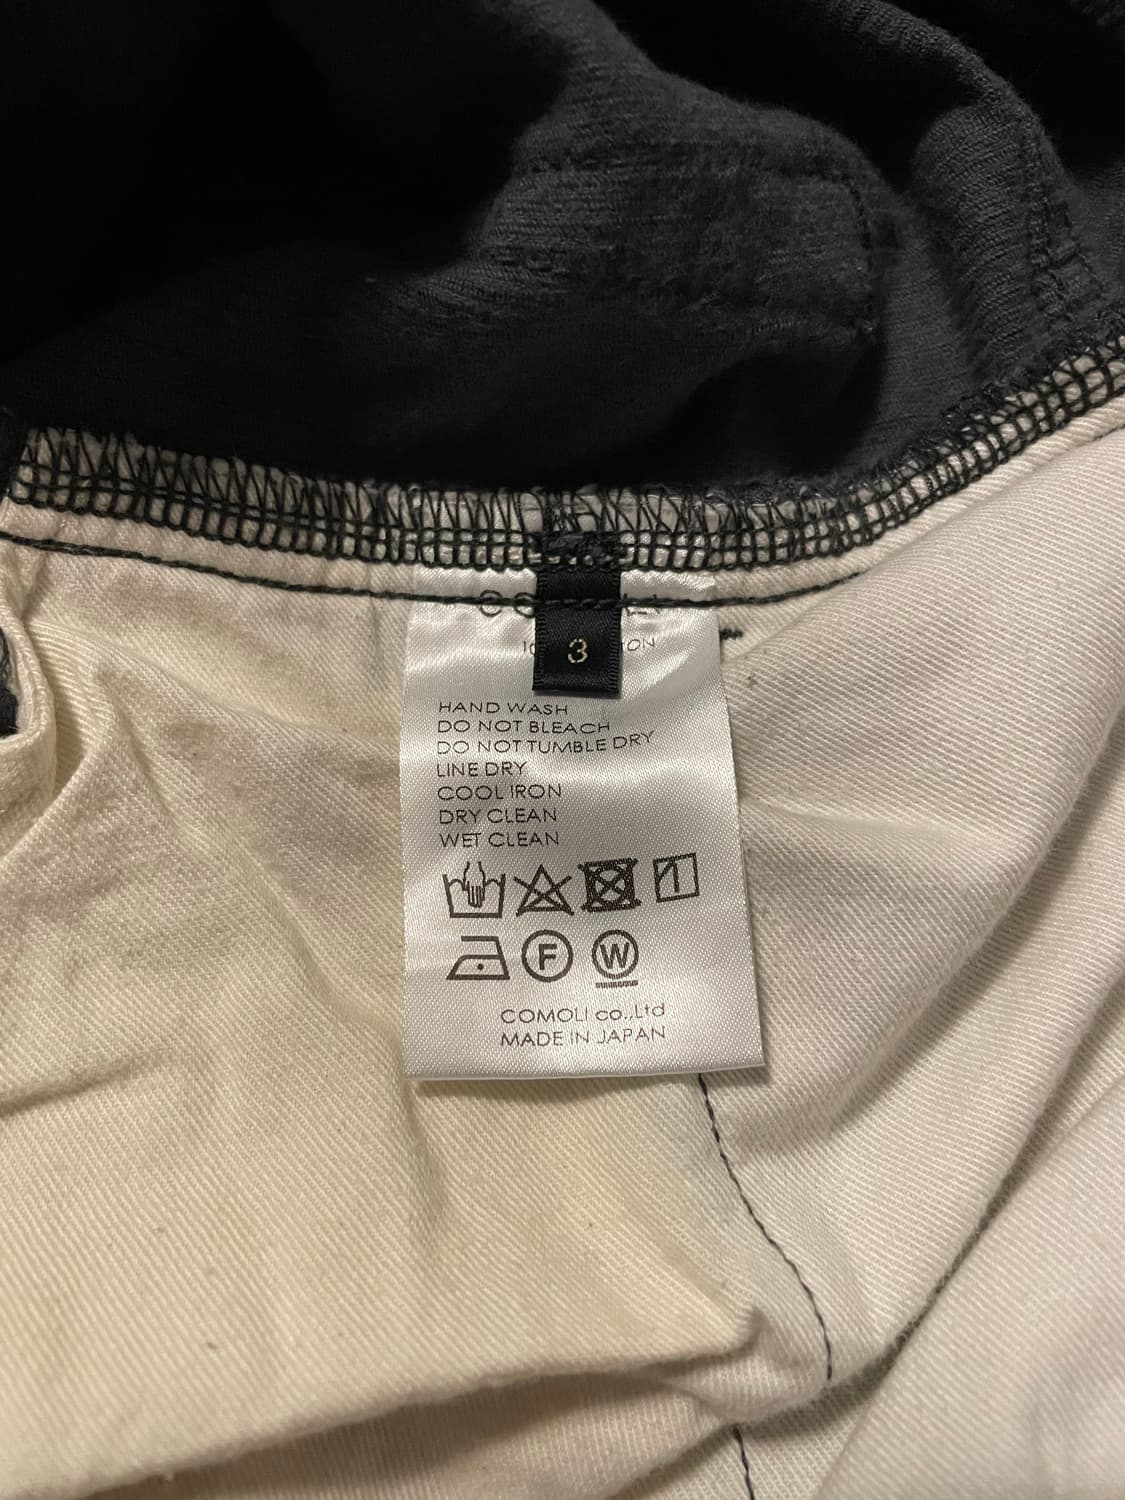 3
HAND WASH
DO NOT BLEACH
DO NOT TUMBLE DRY
LINE DRY
COOL IRON
DRY CLEAN
WET CLEAN
F W
COMOLI co.,Ltd
MADE IN JAPAN